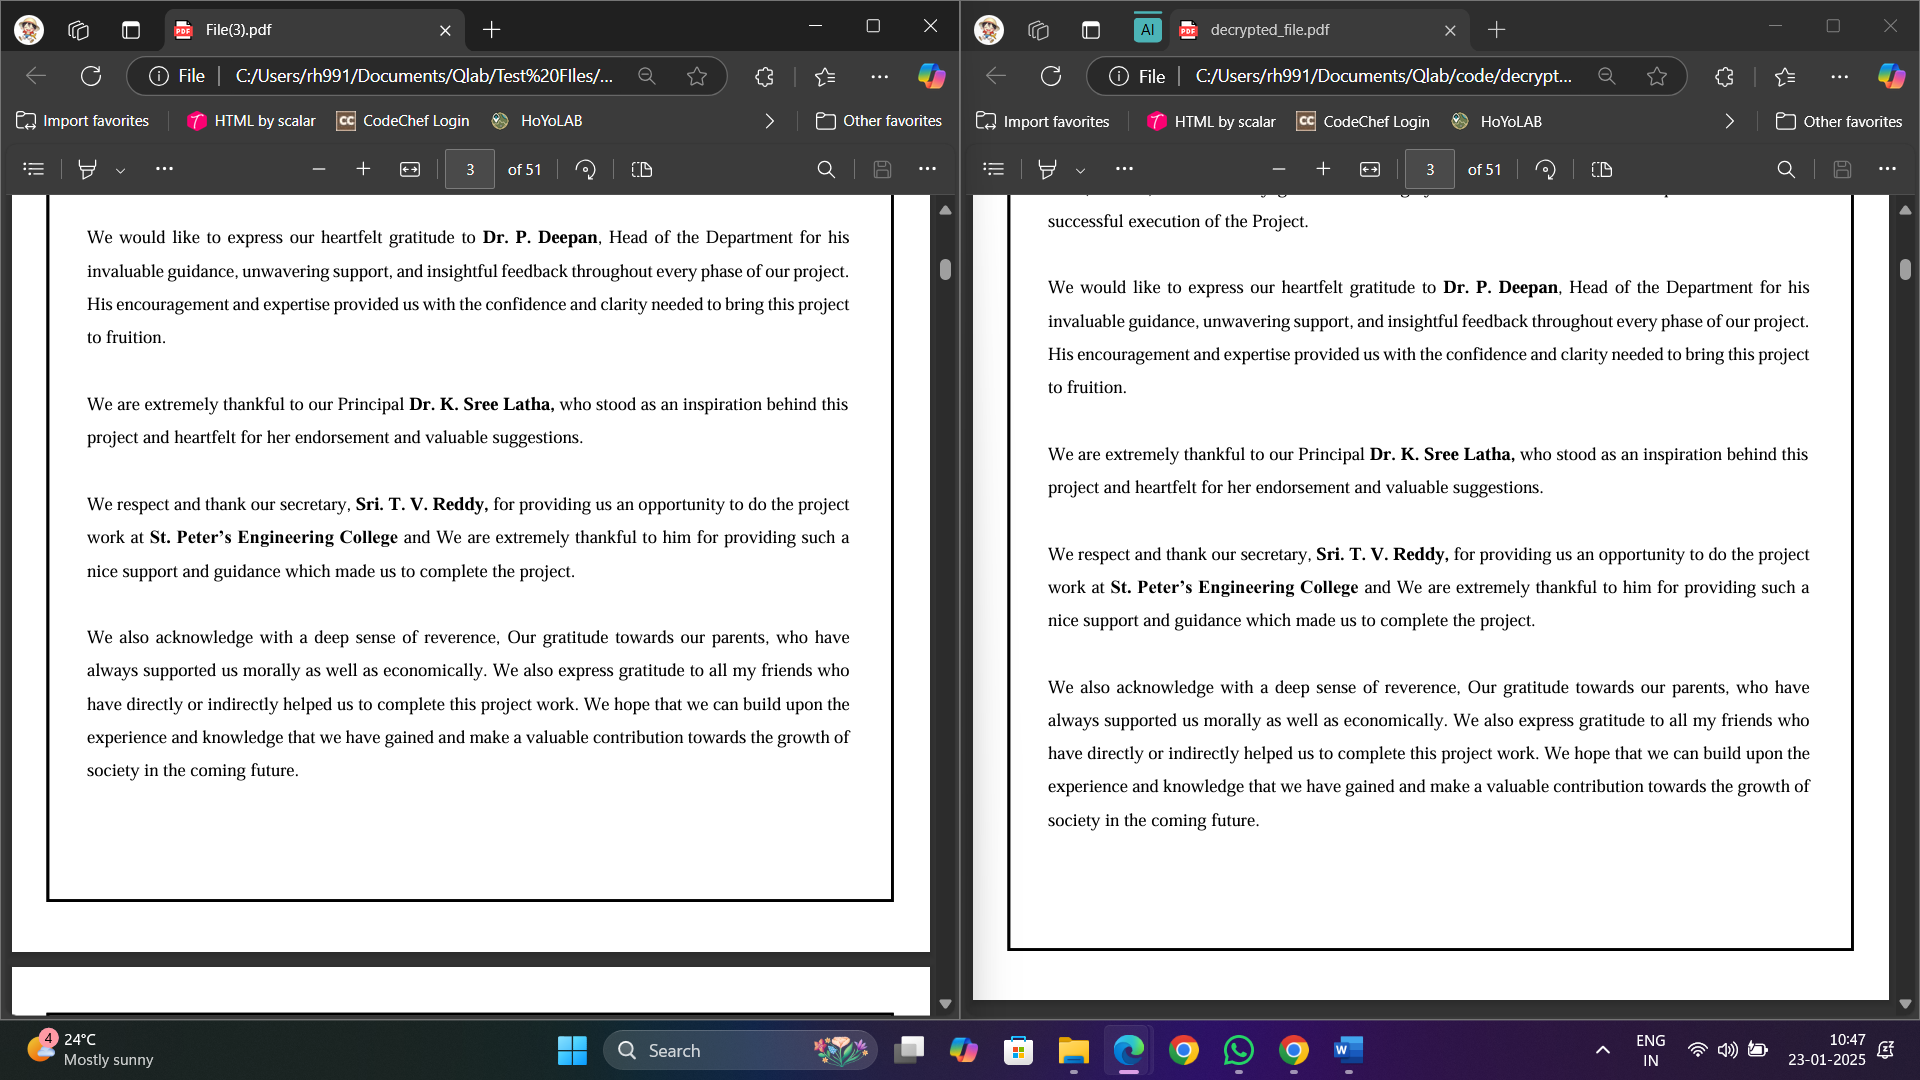 File(3).pdf
File
C:/Users/rh991/Documents/Qlab/Test%20FIles/...
Import favorites
HTML by scalar
CC
CodeChef Login
HoYoLAB
Other favorites
3
of 51
We would like to express our heartfelt gratitude to Dr. P. Deepan, Head of the Department for his
invaluable guidance, unwavering support, and insightful feedback throughout every phase of our project.
His encouragement and expertise provided us with the confidence and clarity needed to bring this project
to fruition.
We are extremely thankful to our Principal Dr. K. Sree Latha, who stood as an inspiration behind this
project and heartfelt for her endorsement and valuable suggestions.
We respect and thank our secretary, Sri. T. V. Reddy, for providing us an opportunity to do the project
work at St. Peter’s Engineering College and We are extremely thankful to him for providing such a
nice support and guidance which made us to complete the project.
We also acknowledge with a deep sense of reverence, Our gratitude towards our parents, who have
always supported us morally as well as economically. We also express gratitude to all my friends who
have directly or indirectly helped us to complete this project work. We hope that we can build upon the
experience and knowledge that we have gained and make a valuable contribution towards the growth of
society in the coming future.
AI
PDF
decrypted_file.pdf
File
C:/Users/rh991/Documents/Qlab/code/decrypt...
Import favorites
HTML by scalar
CC
CodeChef Login
HoYoLAB
Other favorites
3
of 51
successful execution of the Project.
We would like to express our heartfelt gratitude to Dr. P. Deepan, Head of the Department for his
invaluable guidance, unwavering support, and insightful feedback throughout every phase of our project.
His encouragement and expertise provided us with the confidence and clarity needed to bring this project
to fruition.
We are extremely thankful to our Principal Dr. K. Sree Latha, who stood as an inspiration behind this
project and heartfelt for her endorsement and valuable suggestions.
We respect and thank our secretary, Sri. T. V. Reddy, for providing us an opportunity to do the project
work at St. Peter’s Engineering College and We are extremely thankful to him for providing such a
nice support and guidance which made us to complete the project.
We also acknowledge with a deep sense of reverence, Our gratitude towards our parents, who have
always supported us morally as well as economically. We also express gratitude to all my friends who
have directly or indirectly helped us to complete this project work. We hope that we can build upon the
experience and knowledge that we have gained and make a valuable contribution towards the growth of
society in the coming future.
4
24°C
Mostly sunny
Search
W
ENG
IN
10:47
23-01-2025